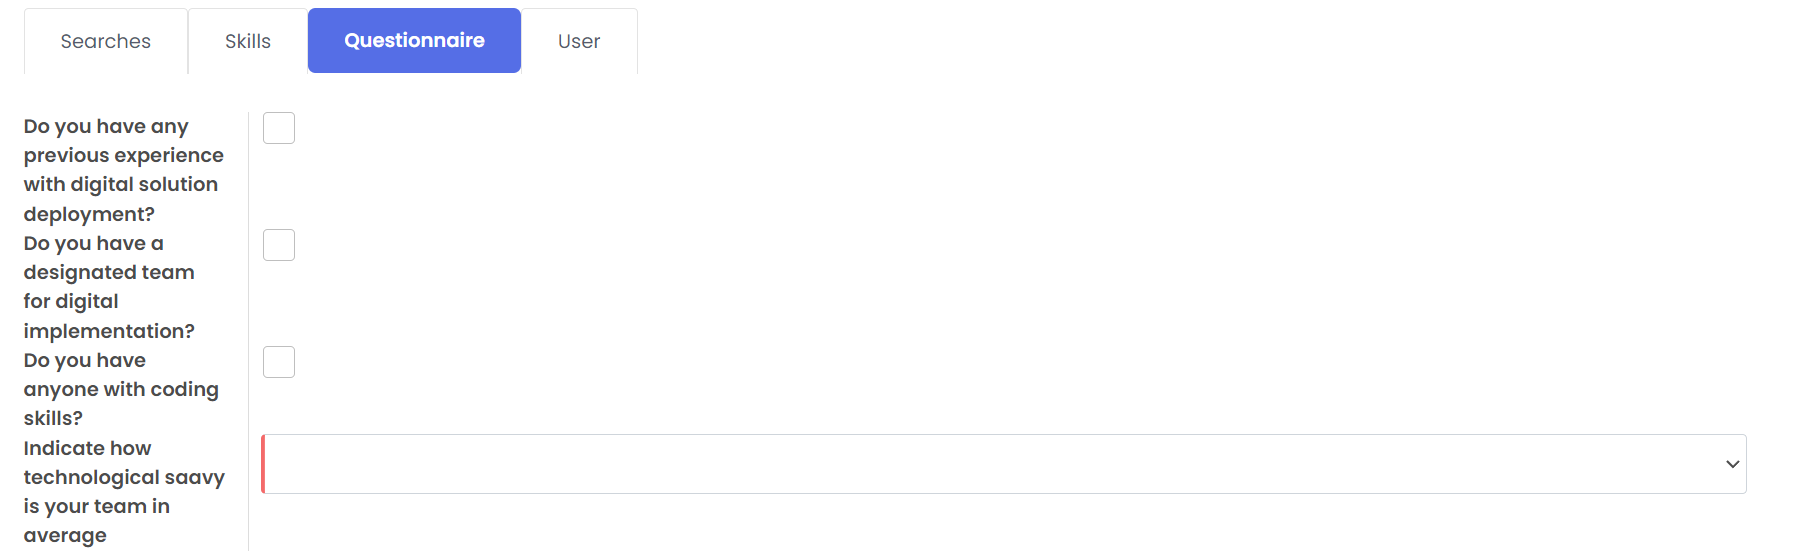 Searches Skills Questionnaire User
Do you have any
previous experience
with digital solution
deployment?
Do you have a
designated team
for digital
implementation?
Do you have
anyone with coding
skills?
Indicate how
technological saavy
is your team in
average